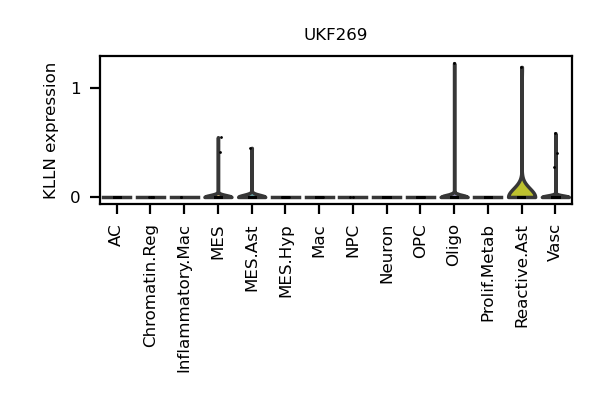 UKF269
KLLN expression
1
0
AC
Chromatin.Reg
Inflammatory.Mac
MES
MES.Ast
MES.Hyp
Mac
NPC
Neuron
OPC
Oligo
Prolif.Metab
Reactive.Ast
Vasc